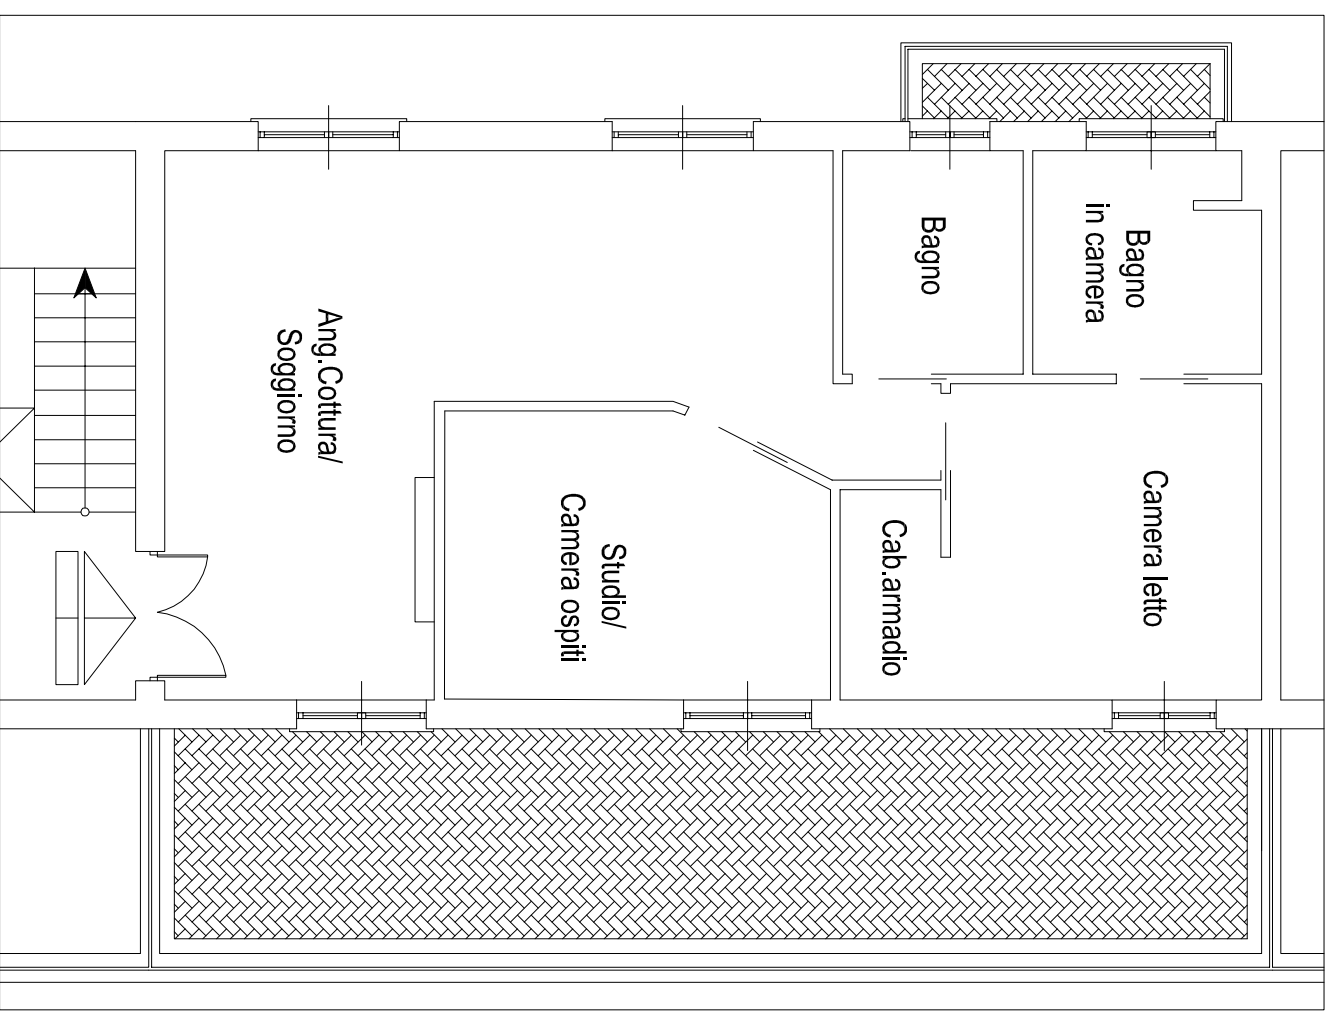 Ang.Cottura/
Soggiorno
Studio/
Camera ospiti
Bagno
Cab.armadio
Bagno
in camera
Camera letto